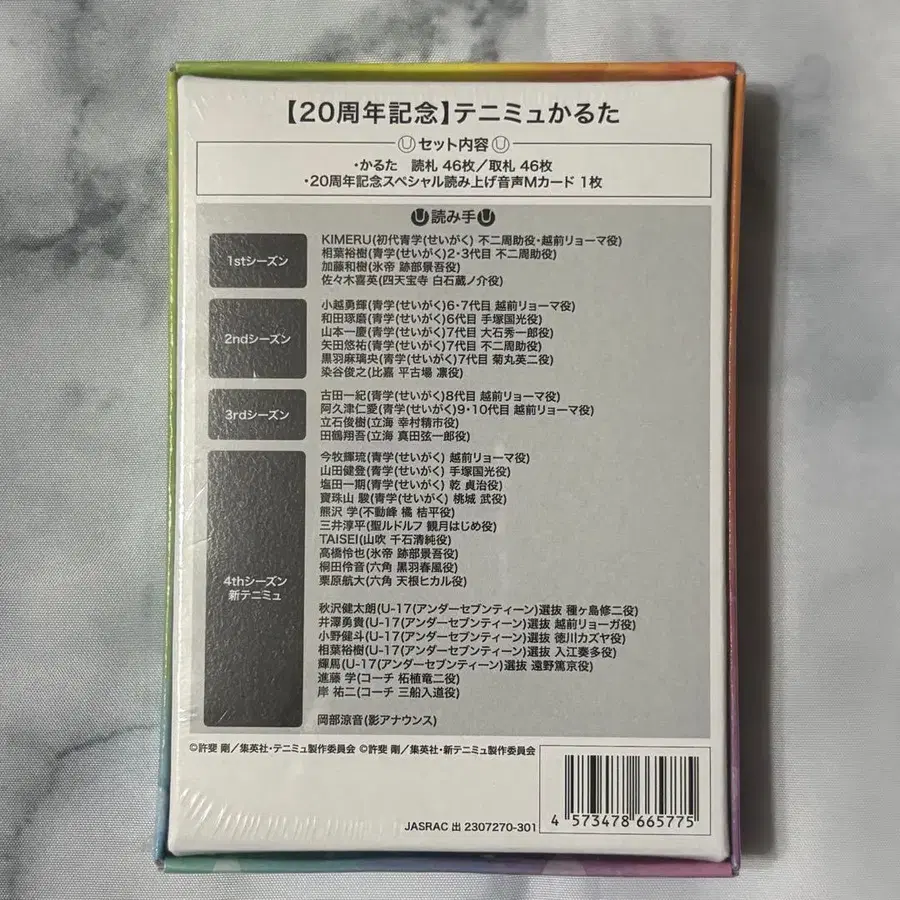 【20周年記念】テニミュかるた
セット内容
・かるた 読札 46枚／取札 46枚
・20周年記念スペシャル読み上げ音声Mカード 1枚
読み手
1stシーズン
KIMERU(初代青学(せいがく) 不二周助役・越前リョーマ役)
相葉裕樹(青学(せいがく)2・3代目 不二周助役)
加藤和樹(氷帝 跡部景吾役)
佐々木喜英(四天宝寺 白石蔵ノ介役)
2ndシーズン
小越勇輝(青学(せいがく)6・7代目 越前リョーマ役)
和田琢磨(青学(せいがく)6代目 手塚国光役)
山本一慶(青学(せいがく)7代目 大石秀一郎役)
矢田悠祐(青学(せいがく)7代目 不二周助役)
黒羽麻璃央(青学(せいがく)7代目 菊丸英二役)
染谷俊之(比嘉 平古場 凛役)
3rdシーズン
古田一紀(青学(せいがく)8代目 越前リョーマ役)
阿久津仁愛(青学(せいがく)9・10代目 越前リョーマ役)
立石俊樹(立海 幸村精市役)
田鶴翔吾(立海 真田弦一郎役)
4thシーズン
新テニミュ
今牧輝琉(青学(せいがく) 越前リョーマ役)
山田健登(青学(せいがく) 手塚国光役)
塩田一期(青学(せいがく) 乾 貞治役)
寶珠山 駿(青学(せいがく) 桃城 武役)
熊沢 学(不動峰 橘 桔平役)
三井淳平(聖ルドルフ 観月はじめ役)
TAISEI(山吹 千石清純役)
高橋怜也(氷帝 跡部景吾役)
桐田伶音(六角 黒羽春風役)
栗原航大(六角 天根ヒカル役)
秋沢健太朗(U-17(アンダーセブンティーン)選抜 種ヶ島修二役)
井澤勇貴(U-17(アンダーセブンティーン)選抜 越前リョーガ役)
小野健斗(U-17(アンダーセブンティーン)選抜 徳川カズヤ役)
相葉裕樹(U-17(アンダーセブンティーン)選抜 入江奏多役)
輝馬(U-17(アンダーセブンティーン)選抜 遠野篤京役)
進藤 学(コーチ 柘植竜二役)
岸 祐二(コーチ 三船入道役)
岡部涼音(影アナウンス)
©許斐 剛／集英社・テニミュ製作委員会 ©許斐 剛／集英社・新テニミュ製作委員会
JASRAC 出 2307270-301
4 573478 665775